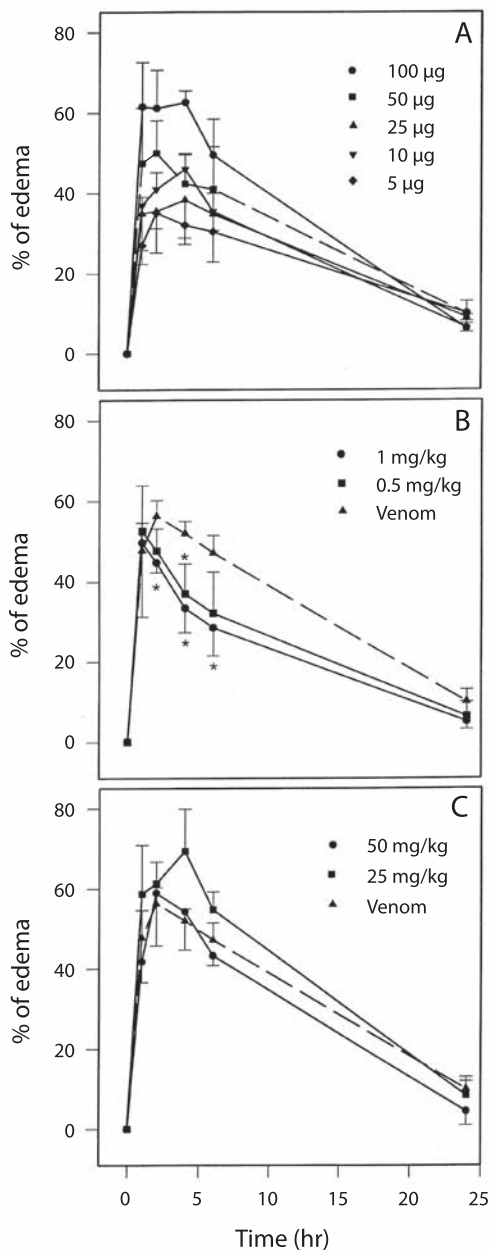 A
80
60
40
20
0
% of edema
100 µg
50 µg
25 µg
10 µg
5 µg
B
80
60
40
20
0
% of edema
1 mg/kg
0.5 mg/kg
Venom
*
*
*
*
C
80
60
40
20
0
% of edema
50 mg/kg
25 mg/kg
Venom
0 5 10 15 20 25
Time (hr)